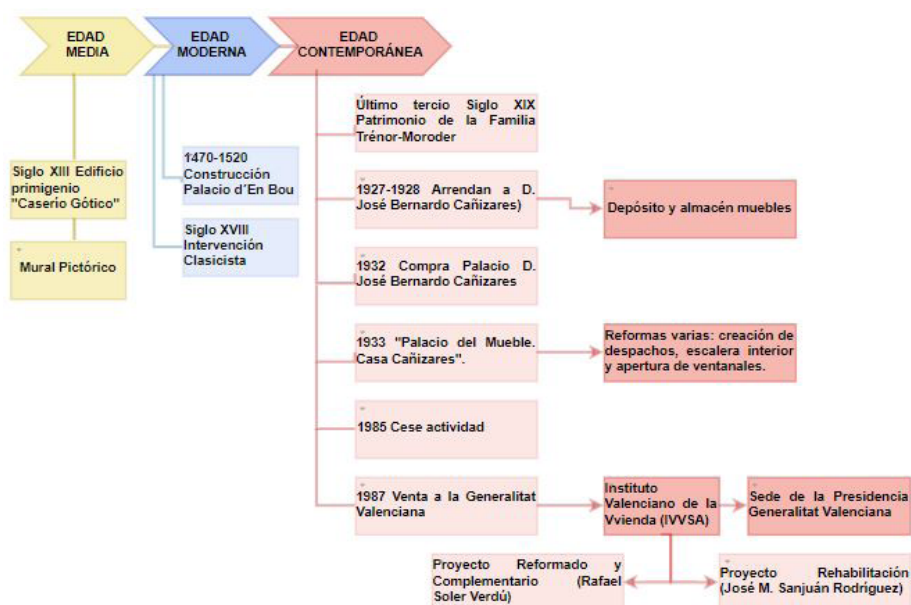 EDAD
MEDIA
EDAD
MODERNA
EDAD
CONTEMPORÁNEA
Siglo XIII Edificio
primigenio
"Caserío Gótico"
Mural Pictórico
1470-1520
Construcción
Palacio d´En Bou
Siglo XVIII
Intervención
Clasicista
Último tercio Siglo XIX
Patrimonio de la Familia
Trénor-Moroder
1927-1928 Arrendan a D.
José Bernardo Cañizares)
Depósito y almacén muebles
1932 Compra Palacio D.
José Bernardo Cañizares
1933 "Palacio del Mueble.
Casa Cañizares".
Reformas varias: creación de
despachos, escalera interior
y apertura de ventanales.
1985 Cese actividad
1987 Venta a la Generalitat
Valenciana
Instituto
Valenciano de la
Vvienda (IVVSA)
Sede de la Presidencia
Generalitat Valenciana
Proyecto Reformado y
Complementario (Rafael
Soler Verdú)
Proyecto Rehabilitación
(José M. Sanjuán Rodríguez)